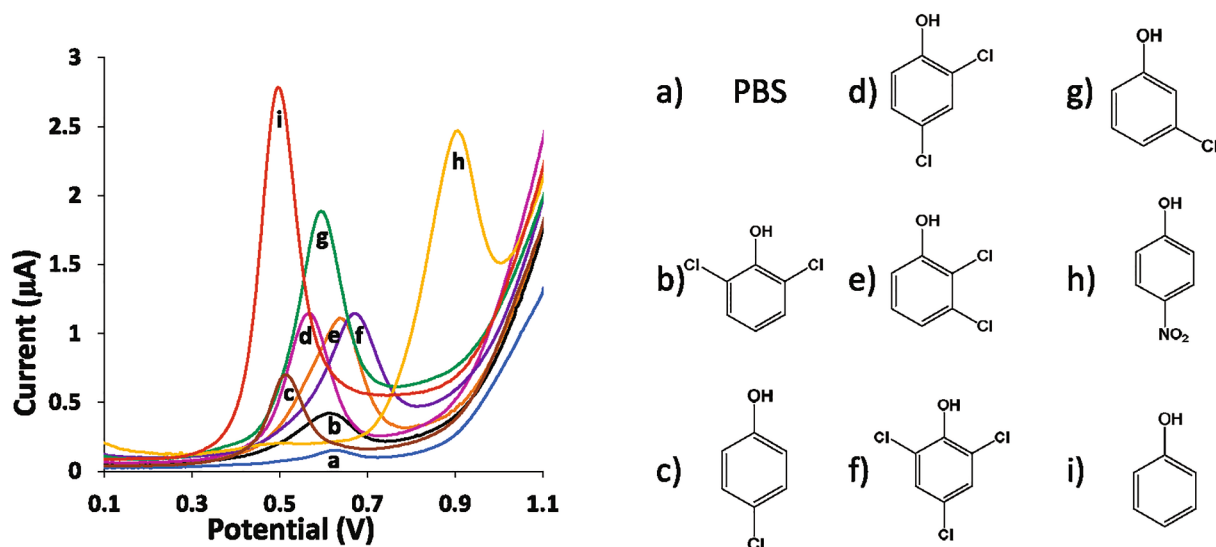 3
2.5
2
1.5
1
0.5
0
Current (μA)
i
h
g
d
e
f
c
b
a
0.1 0.3 0.5 0.7 0.9 1.1
Potential (V)
a) PBS
d)
OH
Cl
Cl
g)
OH
Cl
b)
OH
Cl
Cl
e)
OH
Cl
Cl
h)
OH
NO₂
c)
OH
Cl
f)
OH
Cl
Cl
Cl
i)
OH